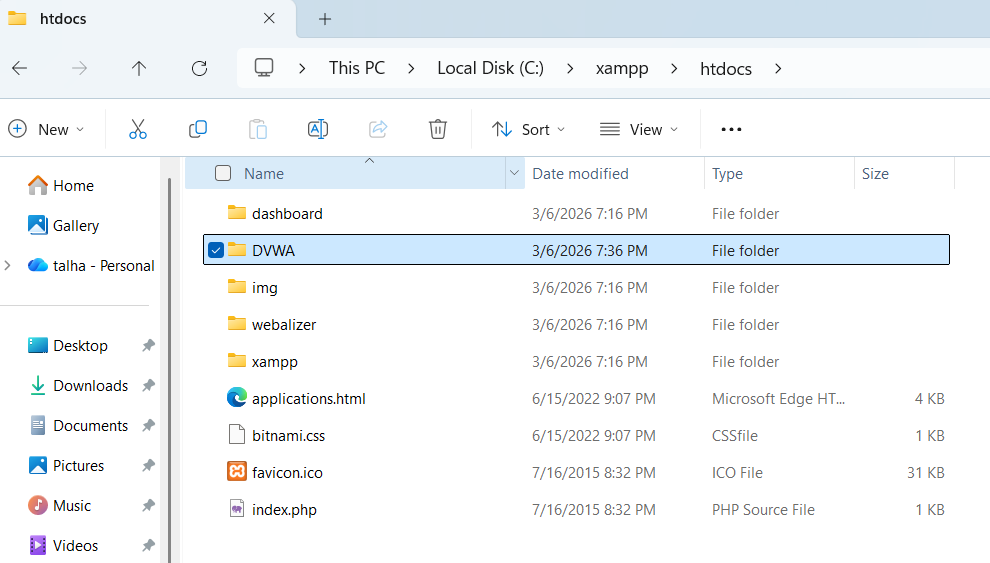 htdocs
This PC Local Disk (C:) xampp htdocs
New Sort View
Name Date modified Type Size
Home
Gallery
talha - Personal
Desktop
Downloads
Documents
Pictures
Music
Videos
dashboard 3/6/2026 7:16 PM File folder
DVWA 3/6/2026 7:36 PM File folder
img 3/6/2026 7:16 PM File folder
webalizer 3/6/2026 7:16 PM File folder
xampp 3/6/2026 7:16 PM File folder
applications.html 6/15/2022 9:07 PM Microsoft Edge HT... 4 KB
bitnami.css 6/15/2022 9:07 PM CSSfile 1 KB
favicon.ico 7/16/2015 8:32 PM ICO File 31 KB
index.php 7/16/2015 8:32 PM PHP Source File 1 KB